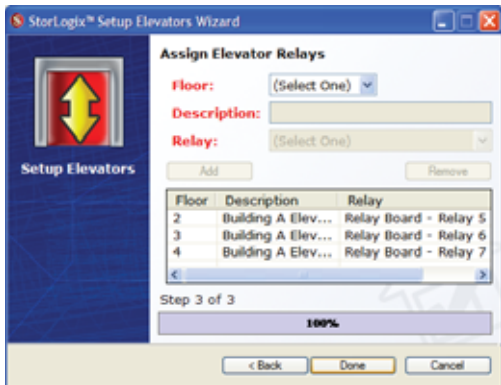 StorLogix™ Setup Elevators Wizard
Assign Elevator Relays
Floor: (Select One)
Description:
Relay: (Select One)
Setup Elevators
Add Remove
Floor Description Relay
2 Building A Elev... Relay Board - Relay 5
3 Building A Elev... Relay Board - Relay 6
4 Building A Elev... Relay Board - Relay 7
Step 3 of 3
100%
< Back Done Cancel